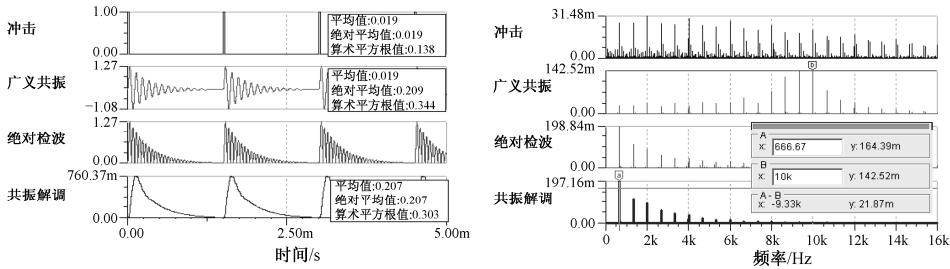 冲击
1.00
0.00
平均值:0.019
绝对平均值:0.019
算术平方根值:0.138
广义共振
1.27
-1.08
平均值:0.019
绝对平均值:0.209
算术平方根值:0.344
绝对检波
1.27
0.00
共振解调
760.37m
0.00
平均值:0.207
绝对平均值:0.207
算术平方根值:0.303
0.00
2.50m
5.00m
时间/s
冲击
31.48m
0.00
广义共振
142.52m
0.00
b
绝对检波
198.84m
0.00
共振解调
197.16m
0.00
a
A
x: 666.67 y: 164.39m
B
x: 10k y: 142.52m
A - B
x: -9.33k y: 21.87m
0 2k 4k 6k 8k 10k 12k 14k 16k
频率/Hz